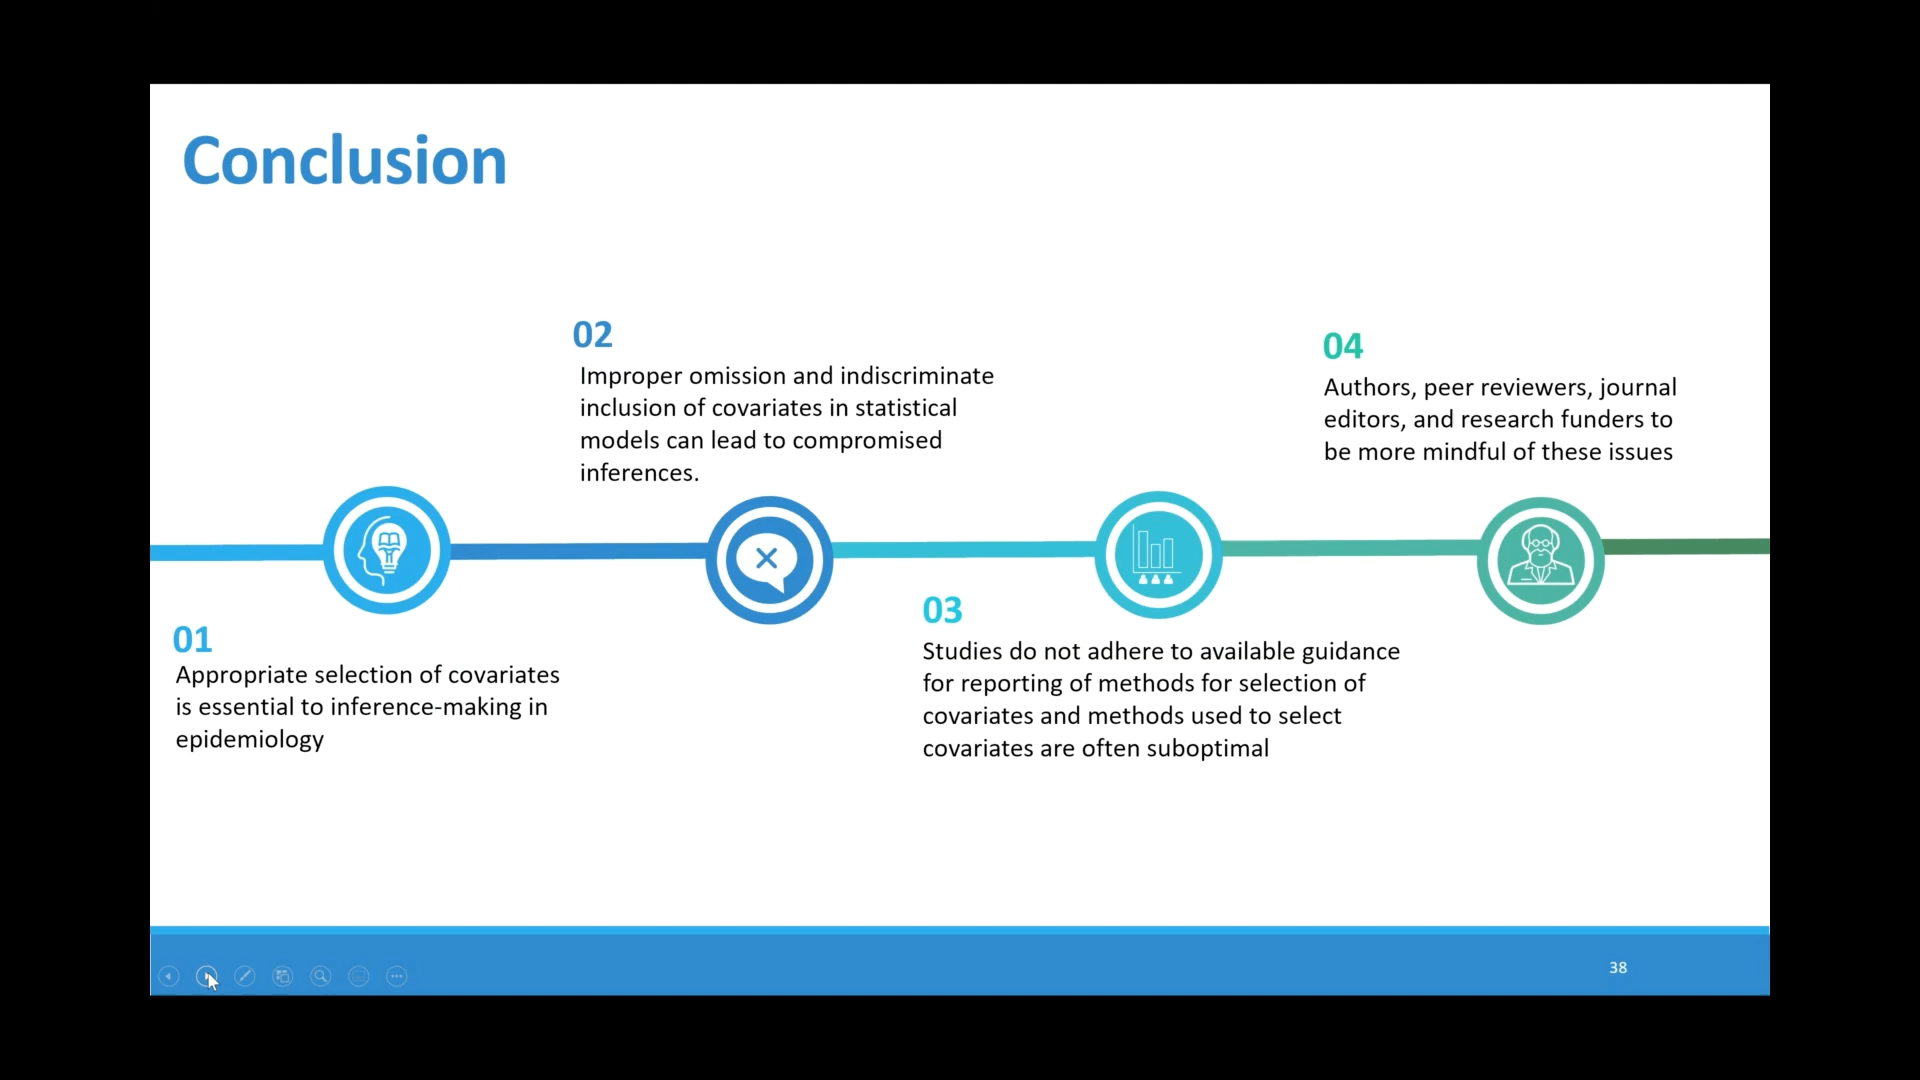 Conclusion
01
Appropriate selection of covariates
is essential to inference-making in
epidemiology
02
Improper omission and indiscriminate
inclusion of covariates in statistical
models can lead to compromised
inferences.
03
Studies do not adhere to available guidance
for reporting of methods for selection of
covariates and methods used to select
covariates are often suboptimal
04
Authors, peer reviewers, journal
editors, and research funders to
be more mindful of these issues
38